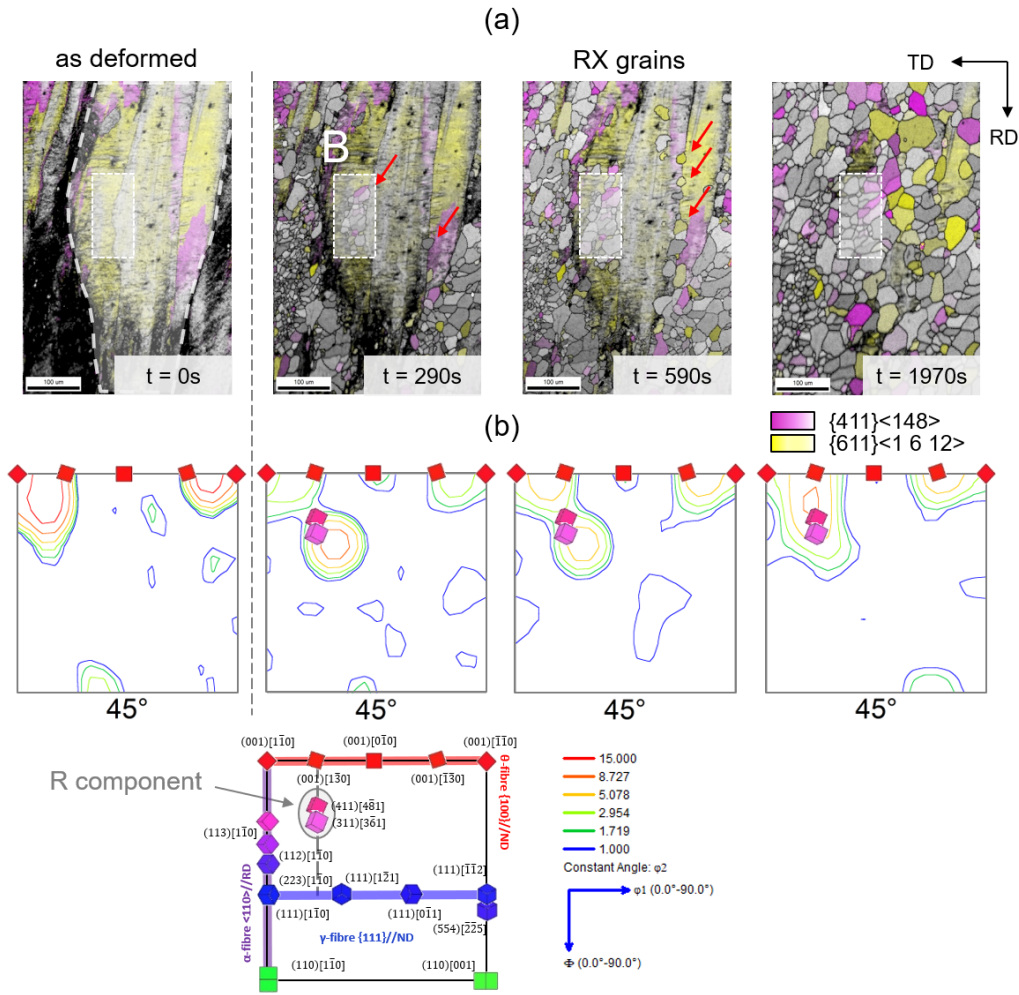 (a)
as deformed
RX grains
TD
RD
B
100 um
t = 0s
100 um
t = 290s
100 um
t = 590s
100 um
t = 1970s
{411}<148>
{611}<1 6 12>
(b)
45°
45°
45°
45°
R component
(001)[11̅0]
(001)[01̅0]
(001)[1̅1̅0]
(001)[13̅0]
(001)[1̅3̅0]
(411)[48̅1]
(311)[36̅1]
(113)[11̅0]
(112)[11̅0]
(223)[11̅0]
(111)[12̅1]
(111)[1̅1̅2]
(111)[11̅0]
(111)[01̅1]
(554)[2̅2̅5]
γ-fibre {111}//ND
(110)[11̅0]
(110)[001]
α-fibre <110>//RD
θ-fibre {100}//ND
15.000
8.727
5.078
2.954
1.719
1.000
Constant Angle: φ2
φ1 (0.0°-90.0°)
Φ (0.0°-90.0°)